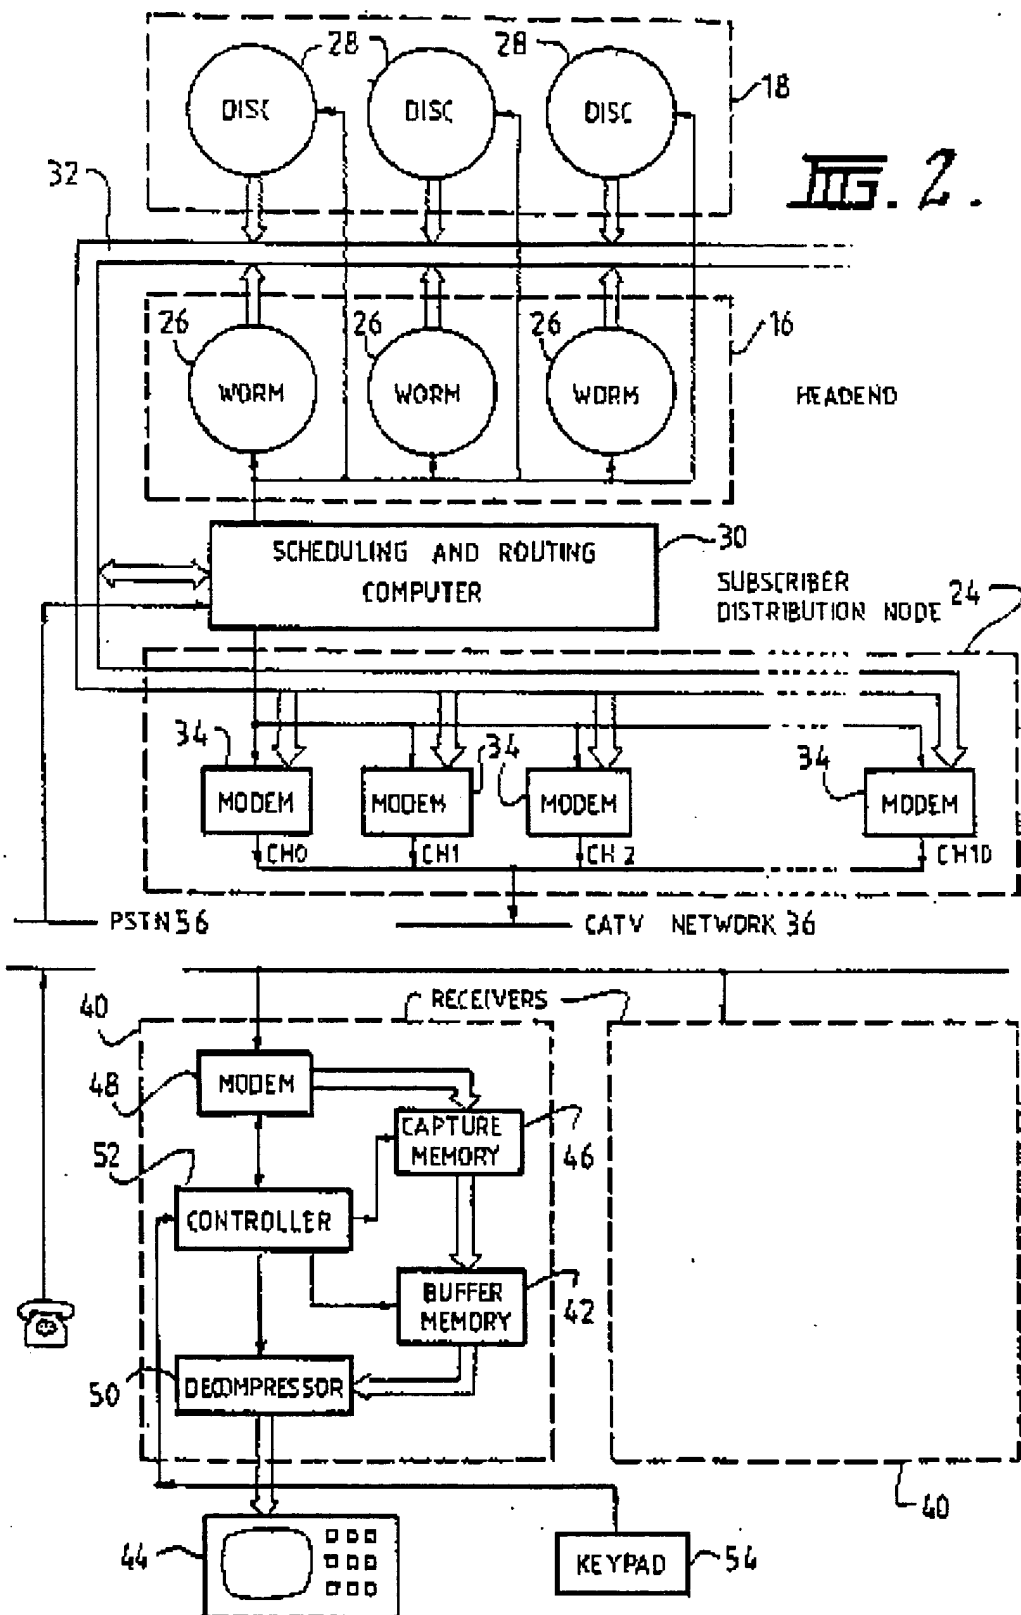 28 28 18
DISC DISC DISC
FIG. 2.
32
26 26 26 16
WORM WORM WORM
HEADEND
SCHEDULING AND ROUTING
COMPUTER
30
SUBSCRIBER
DISTRIBUTION NODE 24
34 34 34
MODEM MODEM MODEM MODEM
CH0 CH1 CH2 CH10
PSTN 56
CATV NETWORK 36
RECEIVERS
40
48
MODEM
CAPTURE
MEMORY
46
52
CONTROLLER
BUFFER
MEMORY
42
50
DECOMPRESSOR
40
44
KEYPAD
54